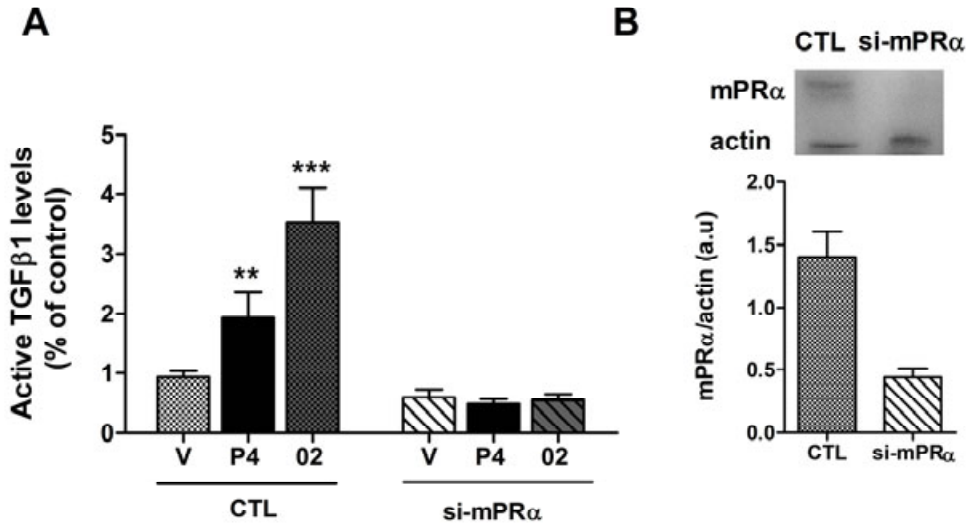 A
Active TGFβ1 levels
(% of control)
5
4
3
2
1
0
**
***
V P4 02 V P4 02
CTL si-mPRα
B
CTL si-mPRα
mPRα
actin
mPRα/actin (a.u)
2.0
1.5
1.0
0.5
0.0
CTL si-mPRα